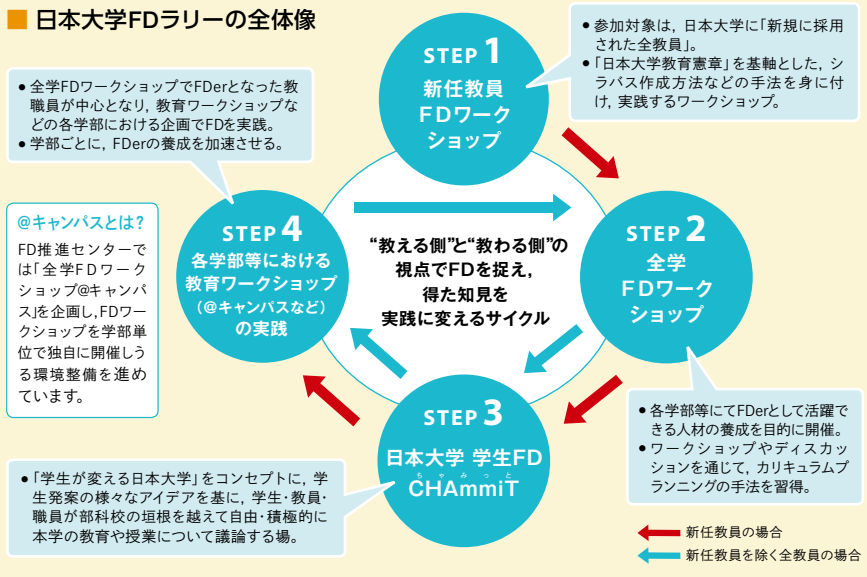 ■ 日本大学FDラリーの全体像
STEP 1
新任教員
FDワーク
ショップ
● 参加対象は，日本大学に「新規に採用
された全教員」。
● 「日本大学教育憲章」を基軸とした，シ
ラバス作成方法などの手法を身に付
け，実践するワークショップ。
● 全学FDワークショップでFDerとなった教
職員が中心となり，教育ワークショップな
どの各学部における企画でFDを実践。
● 学部ごとに，FDerの養成を加速させる。
STEP 2
全学
FDワーク
ショップ
● 各学部等にてFDerとして活躍で
きる人材の養成を目的に開催。
● ワークショップやディスカッ
ションを通じて，カリキュラムプ
ランニングの手法を習得。
STEP 3
日本大学 学生FD
ちゃみっと
CHAmmiT
● 「学生が変える日本大学」をコンセプトに，学
生発案の様々なアイデアを基に，学生・教員・
職員が部科校の垣根を越えて自由・積極的に
本学の教育や授業について議論する場。
STEP 4
各学部等における
教育ワークショップ
（@キャンパスなど）
の実践
@キャンパスとは？
FD推進センターで
は「全学FDワーク
ショップ@キャンパ
ス」を企画し，FDワー
クショップを学部単
位で独自に開催しう
る環境整備を進め
ています。
“教える側”と“教わる側”の
視点でFDを捉え，
得た知見を
実践に変えるサイクル
新任教員の場合
新任教員を除く全教員の場合